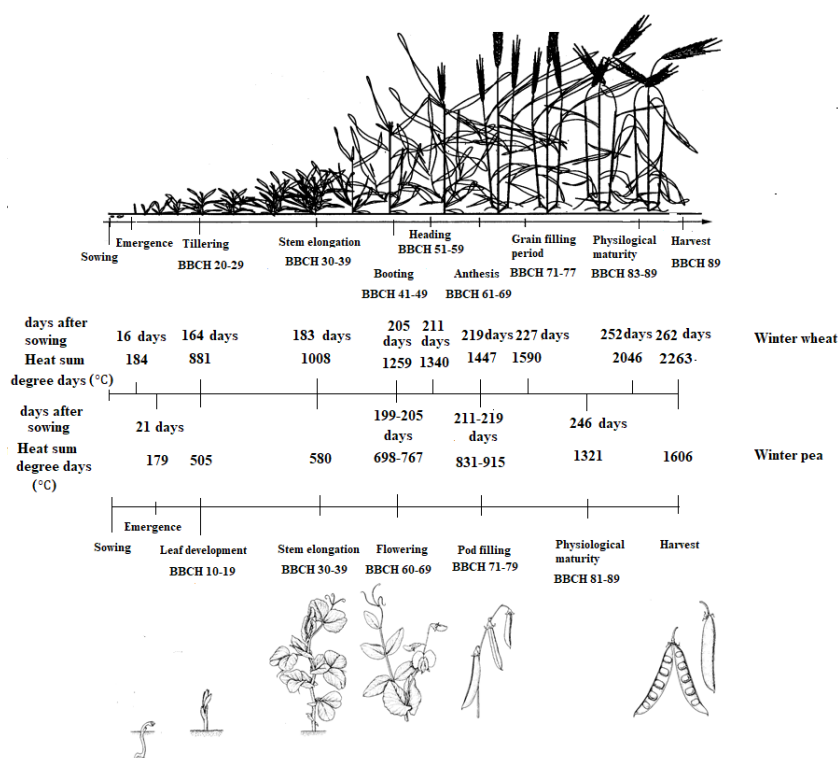 Sowing
Emergence
Tillering
BBCH 20-29
Stem elongation
BBCH 30-39
Booting
BBCH 41-49
Heading
BBCH 51-59
Anthesis
BBCH 61-69
Grain filling
period
BBCH 71-77
Physilogical
maturity
BBCH 83-89
Harvest
BBCH 89
days after
sowing
16 days
164 days
183 days
205
days
211
days
219days
227 days
252days
262 days
Winter wheat
Heat sum
degree days (°C)
184
881
1008
1259
1340
1447
1590
2046
2263.
days after
sowing
21 days
199-205
days
211-219
days
246 days
Heat sum
degree days
(°C)
179
505
580
698-767
831-915
1321
1606
Winter pea
Sowing
Emergence
Leaf development
BBCH 10-19
Stem elongation
BBCH 30-39
Flowering
BBCH 60-69
Pod filling
BBCH 71-79
Physiological
maturity
BBCH 81-89
Harvest